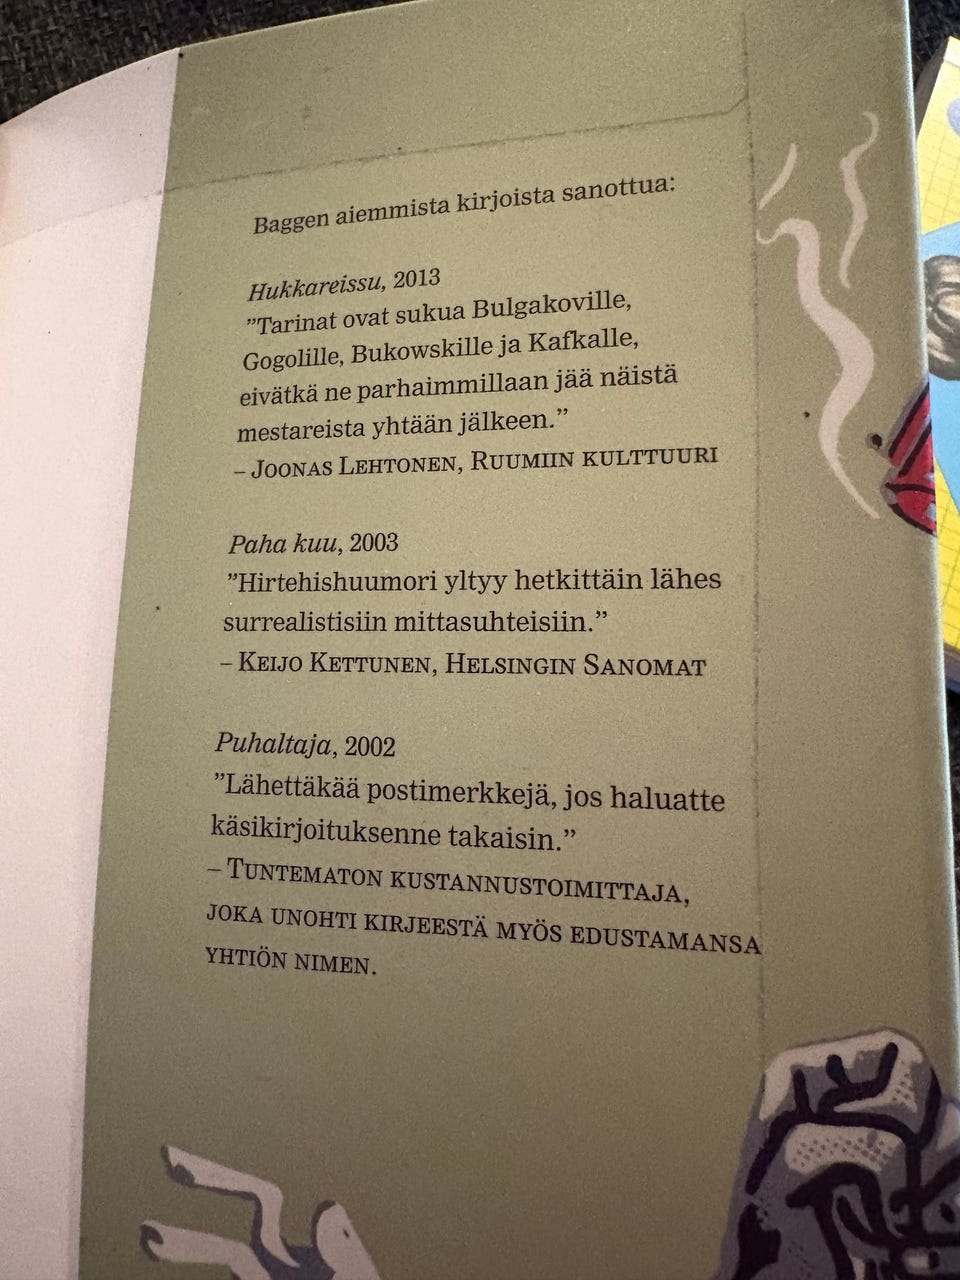 Baggen aiemmista kirjoista sanottua:
Hukkareissu, 2013
”Tarinat ovat sukua Bulgakoville,
Gogolille, Bukowskille ja Kafkalle,
eivätkä ne parhaimmillaan jää näistä
mestareista yhtään jälkeen.”
– JOONAS LEHTONEN, RUUMIIN KULTTUURI
Paha kuu, 2003
”Hirtehishuumori yltyy hetkittäin lähes
surrealistisiin mittasuhteisiin.”
– KEIJO KETTUNEN, HELSINGIN SANOMAT
Puhaltaja, 2002
”Lähettäkää postimerkkejä, jos haluatte
käsikirjoituksenne takaisin.”
– TUNTEMATON KUSTANNUSTOIMITTAJA,
JOKA UNOHTI KIRJEESTÄ MYÖS EDUSTAMANSA
YHTIÖN NIMEN.